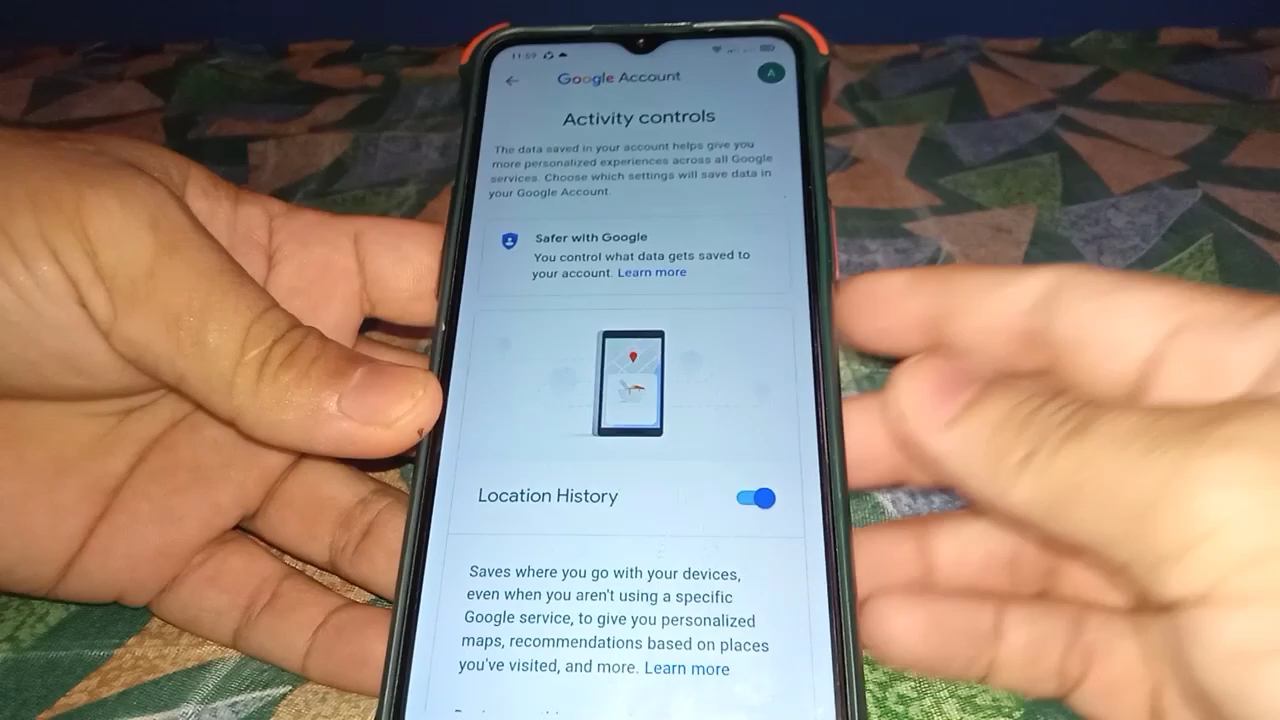 11:59
Google Account
A
Activity controls
The data saved in your account helps give you
more personalized experiences across all Google
services. Choose which settings will save data in
your Google Account.
Safer with Google
You control what data gets saved to
your account. Learn more
Location History
Saves where you go with your devices,
even when you aren't using a specific
Google service, to give you personalized
maps, recommendations based on places
you've visited, and more. Learn more